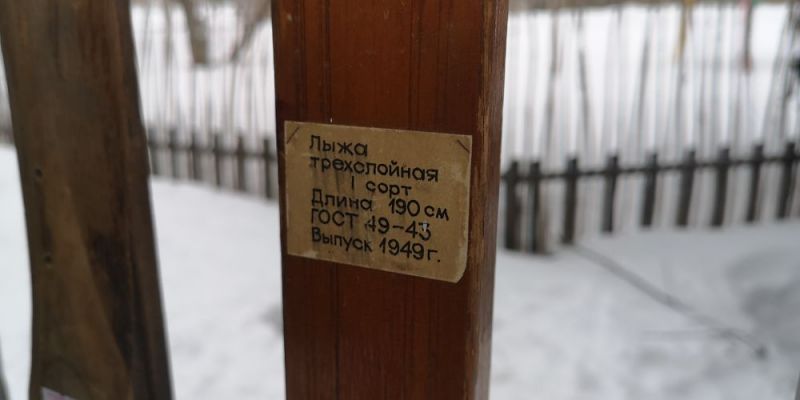 Лыжа
трехслойная
I сорт
Длина 190 см
ГОСТ 49-43
Выпуск 1949 г.